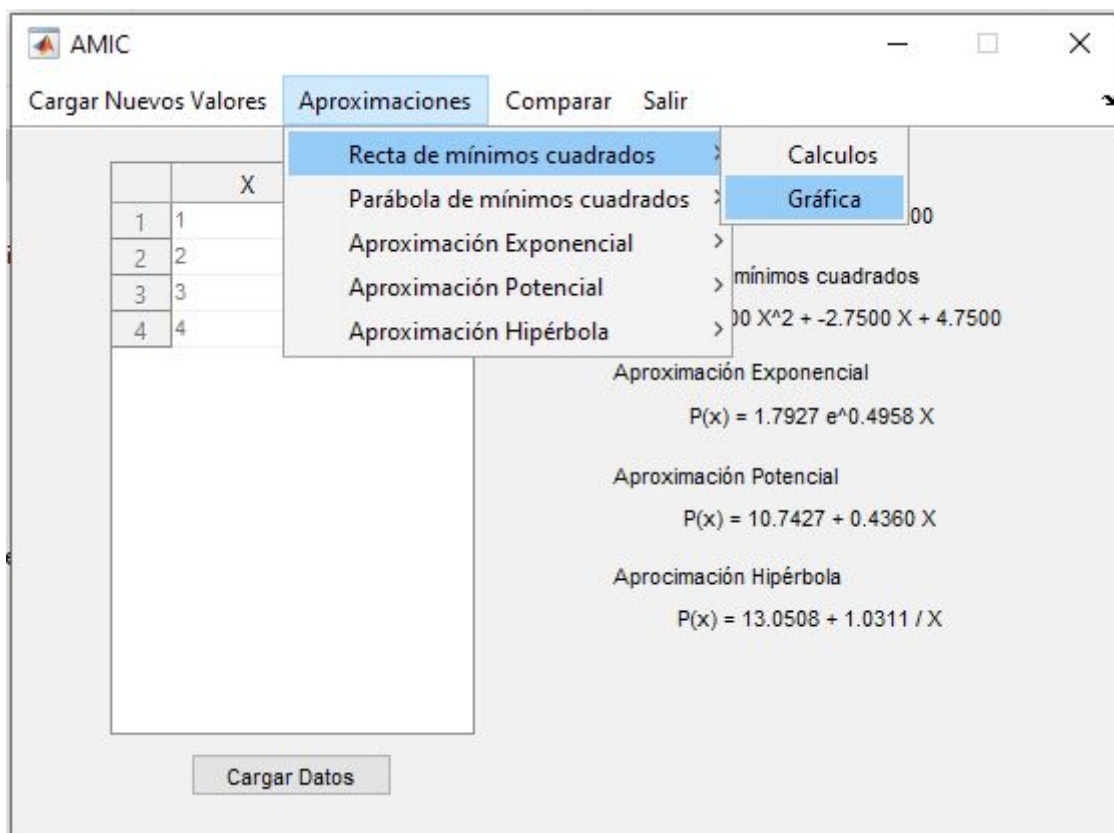 AMIC
Cargar Nuevos Valores Aproximaciones Comparar Salir
Recta de mínimos cuadrados
Parábola de mínimos cuadrados
Aproximación Exponencial
Aproximación Potencial
Aproximación Hipérbola
Calculos
Gráfica
X
1 1
2 2
3 3
4 4
00
mínimos cuadrados
00 X^2 + -2.7500 X + 4.7500
Aproximación Exponencial
P(x) = 1.7927 e^0.4958 X
Aproximación Potencial
P(x) = 10.7427 + 0.4360 X
Aprocimación Hipérbola
P(x) = 13.0508 + 1.0311 / X
Cargar Datos